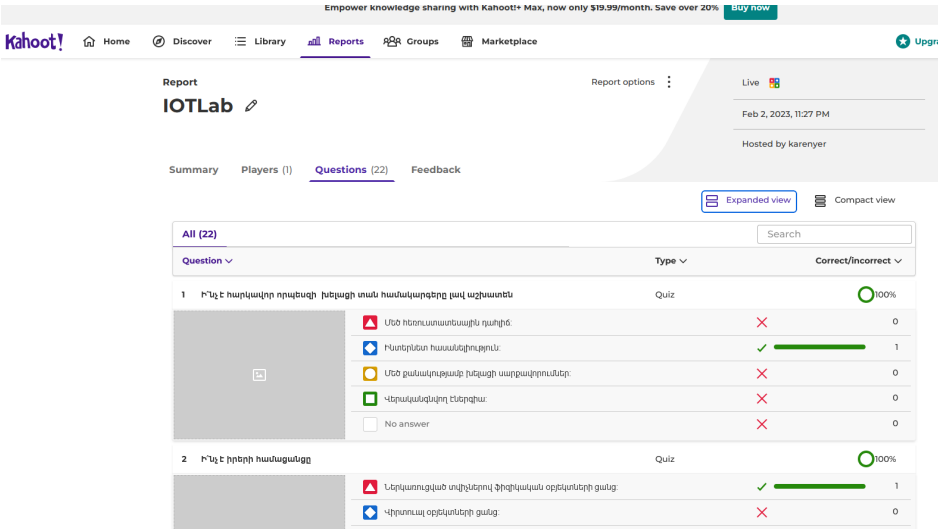 Empower knowledge sharing with Kahoot!+ Max, now only $19.99/month. Save over 20% Buy now
Kahoot! Home Discover Library Reports Groups Marketplace Upgra
Report
Report options
Live
IOTLab
Feb 2, 2023, 11:27 PM
Hosted by karenyer
Summary Players (1) Questions (22) Feedback
Expanded view Compact view
All (22) Search
Question Type Correct/incorrect
1 Ի՞նչ է հարկավոր որպեսզի խելացի տան համակարգերը լավ աշխատեն Quiz 100%
Մեծ հեռուստատեսային դահլիճ: 0
Ինտերնետ հասանելիություն: 1
Մեծ քանակությամբ խելացի սարքավորումներ: 0
Վերականգնվող էներգիա: 0
No answer 0
2 Ի՞նչ է իրերի համացանցը Quiz 100%
Ներկառուցված տվիչներով ֆիզիկական օբյեկտների ցանց: 1
Վիրտուալ օբյեկտների ցանց: 0